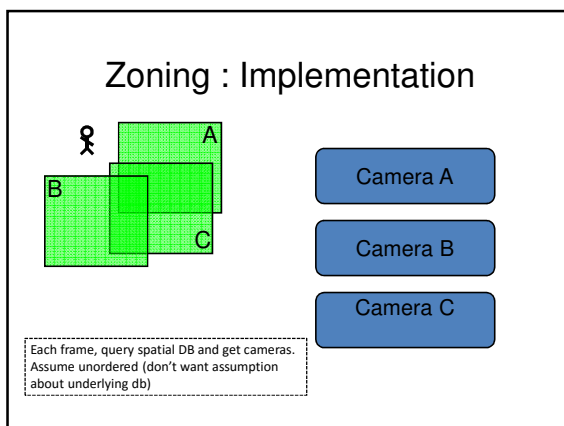 Zoning : Implementation
A
B
C
Camera A
Camera B
Camera C
Each frame, query spatial DB and get cameras.
Assume unordered (don't want assumption
about underlying db)